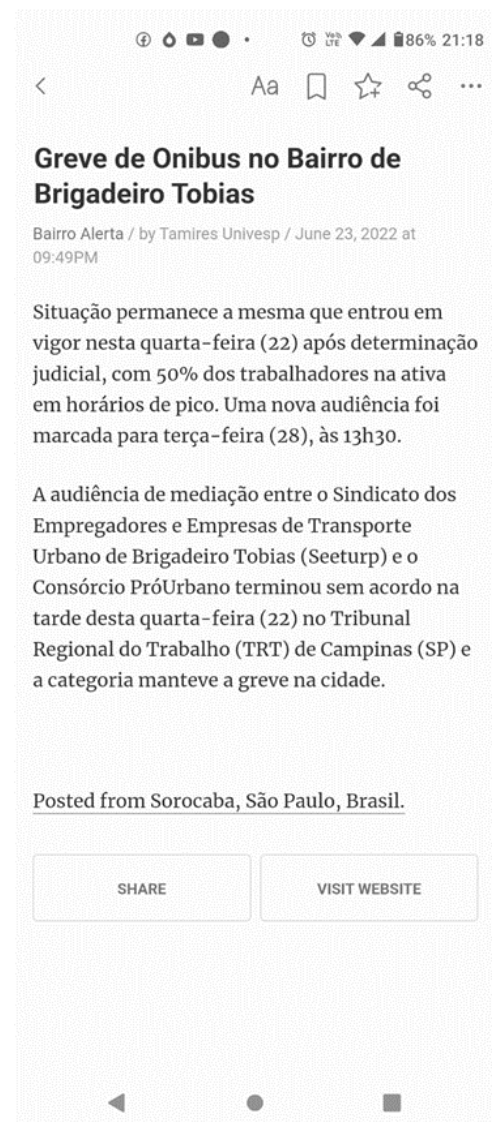 86% 21:18
Aa
Greve de Onibus no Bairro de
Brigadeiro Tobias
Bairro Alerta / by Tamires Univesp / June 23, 2022 at
09:49PM
Situação permanece a mesma que entrou em
vigor nesta quarta-feira (22) após determinação
judicial, com 50% dos trabalhadores na ativa
em horários de pico. Uma nova audiência foi
marcada para terça-feira (28), às 13h30.
A audiência de mediação entre o Sindicato dos
Empregadores e Empresas de Transporte
Urbano de Brigadeiro Tobias (Seeturp) e o
Consórcio PróUrbano terminou sem acordo na
tarde desta quarta-feira (22) no Tribunal
Regional do Trabalho (TRT) de Campinas (SP) e
a categoria manteve a greve na cidade.
Posted from Sorocaba, São Paulo, Brasil.
SHARE VISIT WEBSITE